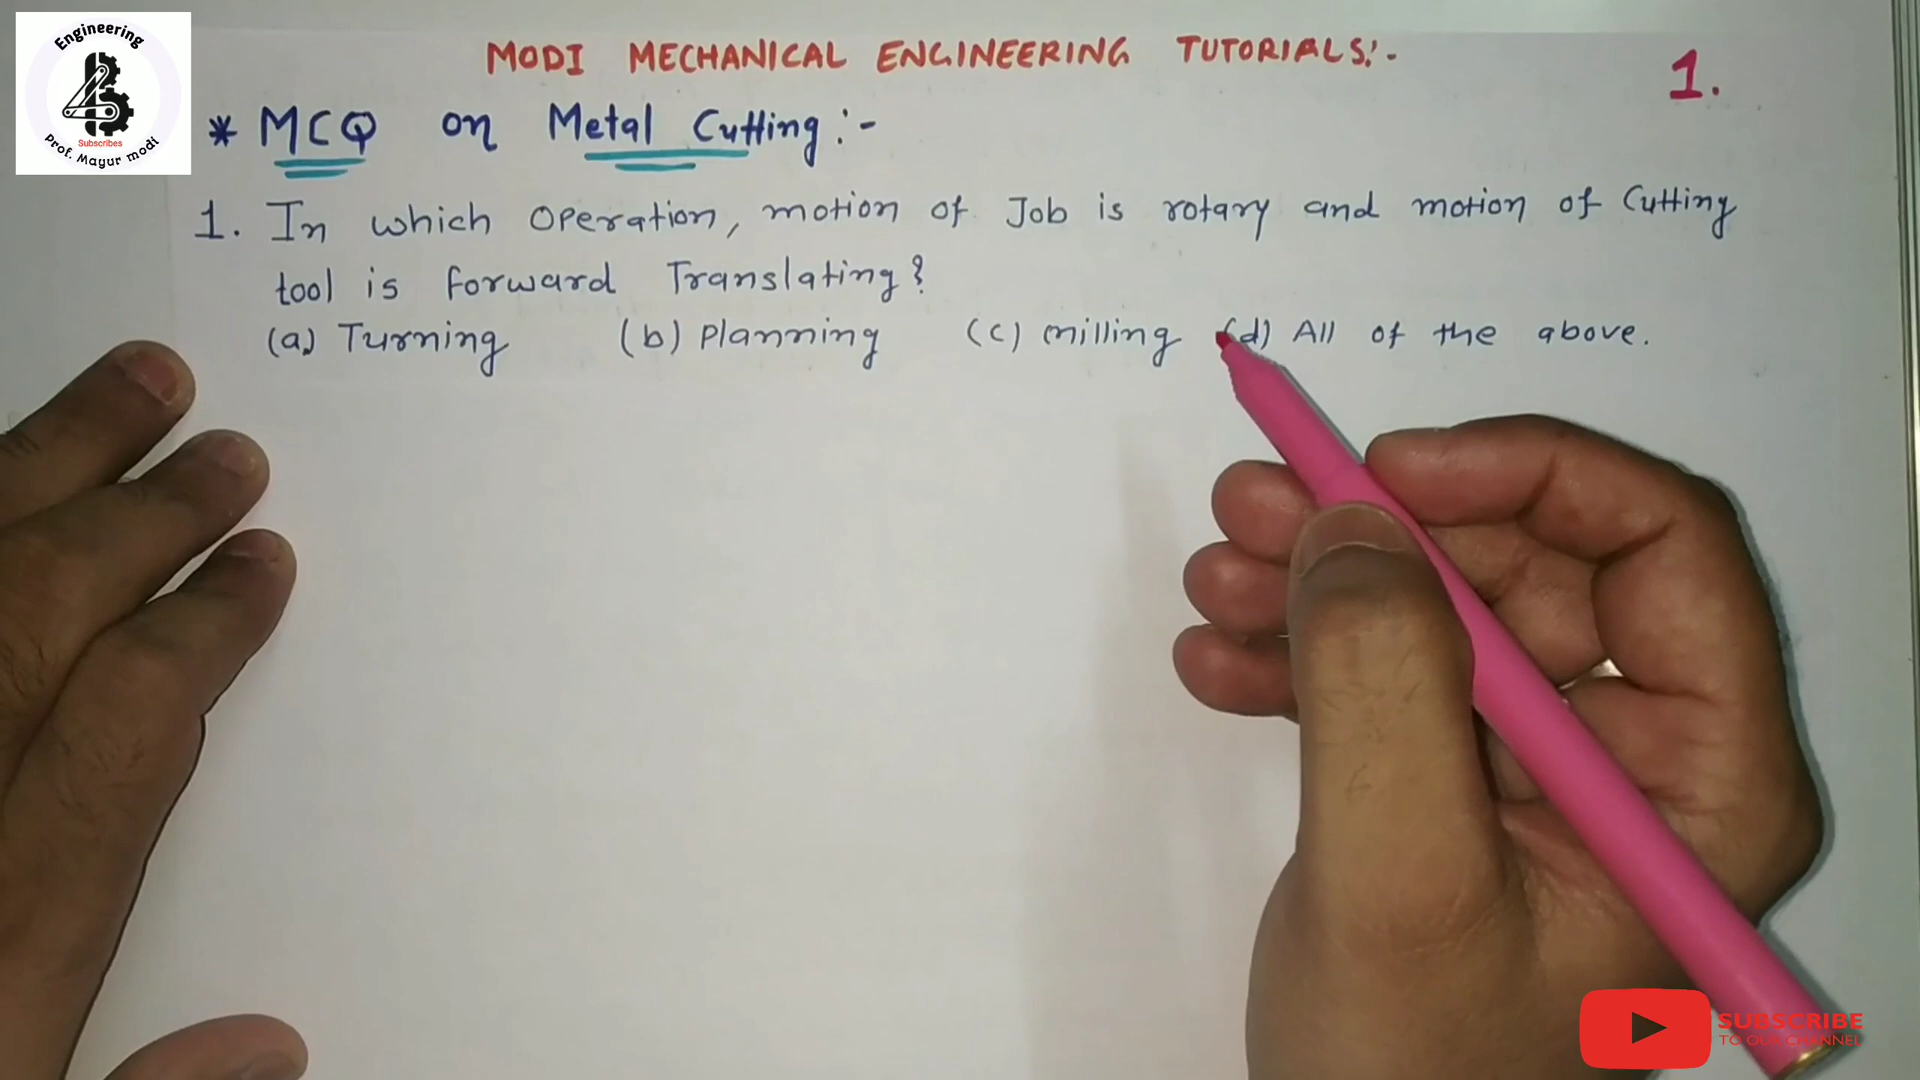 Engineering
Subscribes
Prof. Mayur modi
MODI MECHANICAL ENGINEERING TUTORIALS:-
1.
* MCQ on Metal Cutting:-
1. In which operation, motion of Job is rotary and motion of Cutting
tool is forward Translating?
(a) Turning (b) Planning (c) milling (d) All of the above.
SUBSCRIBE
TO OUR CHANNEL